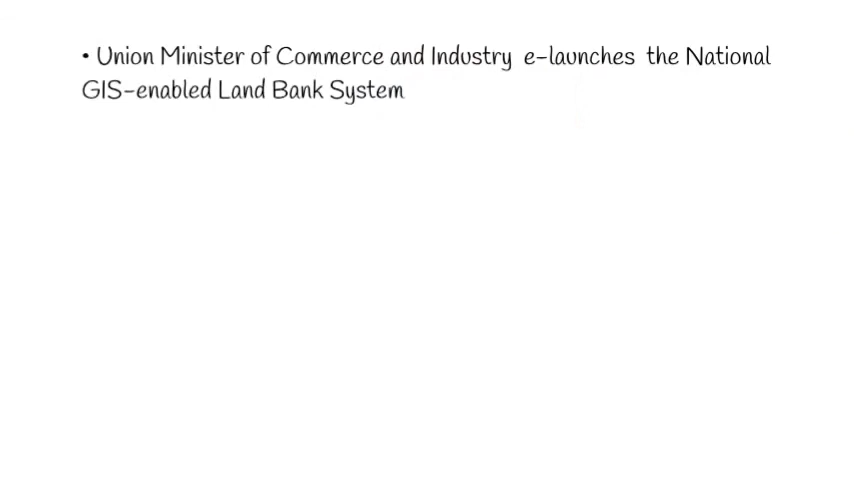 • Union Minister of Commerce and Industry e-launches the National
GIS-enabled Land Bank System